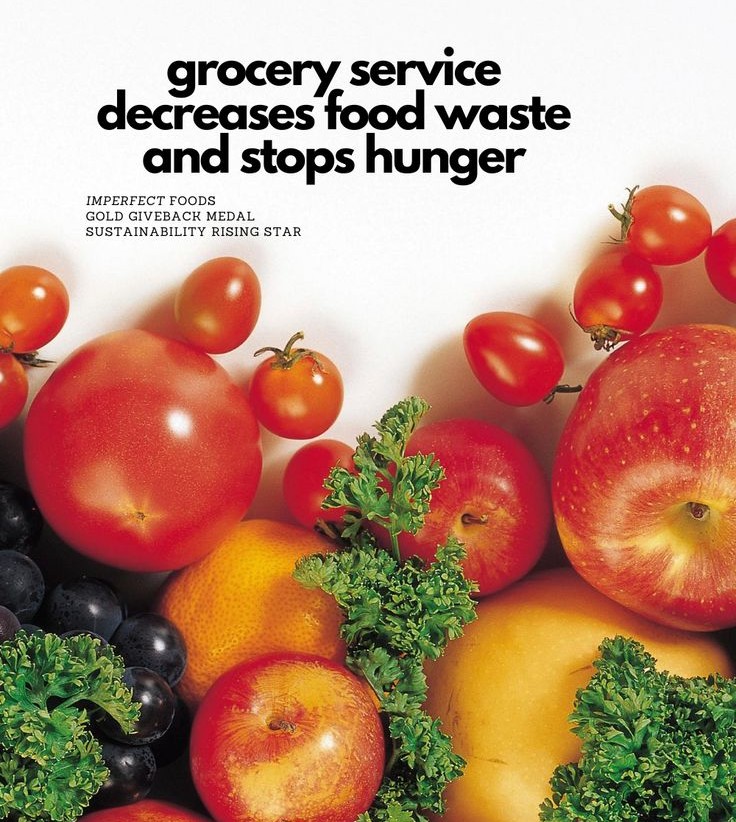 grocery service
decreases food waste
and stops hunger
IMPERFECT FOODS
GOLD GIVEBACK MEDAL
SUSTAINABILITY RISING STAR